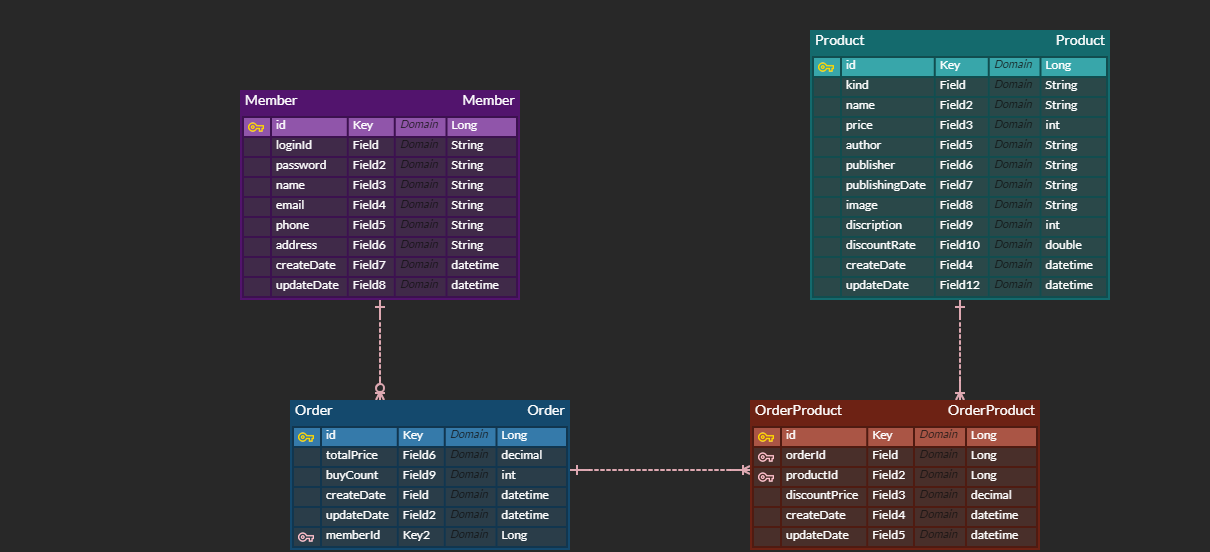 Product Product
id Key Domain Long
kind Field Domain String
name Field2 Domain String
price Field3 Domain int
author Field5 Domain String
publisher Field6 Domain String
publishingDate Field7 Domain String
image Field8 Domain String
discription Field9 Domain int
discountRate Field10 Domain double
createDate Field4 Domain datetime
updateDate Field12 Domain datetime
Member Member
id Key Domain Long
loginId Field Domain String
password Field2 Domain String
name Field3 Domain String
email Field4 Domain String
phone Field5 Domain String
address Field6 Domain String
createDate Field7 Domain datetime
updateDate Field8 Domain datetime
Order Order
id Key Domain Long
totalPrice Field6 Domain decimal
buyCount Field9 Domain int
createDate Field Domain datetime
updateDate Field2 Domain datetime
memberId Key2 Domain Long
OrderProduct OrderProduct
id Key Domain Long
orderId Field Domain Long
productId Field2 Domain Long
discountPrice Field3 Domain decimal
createDate Field4 Domain datetime
updateDate Field5 Domain datetime